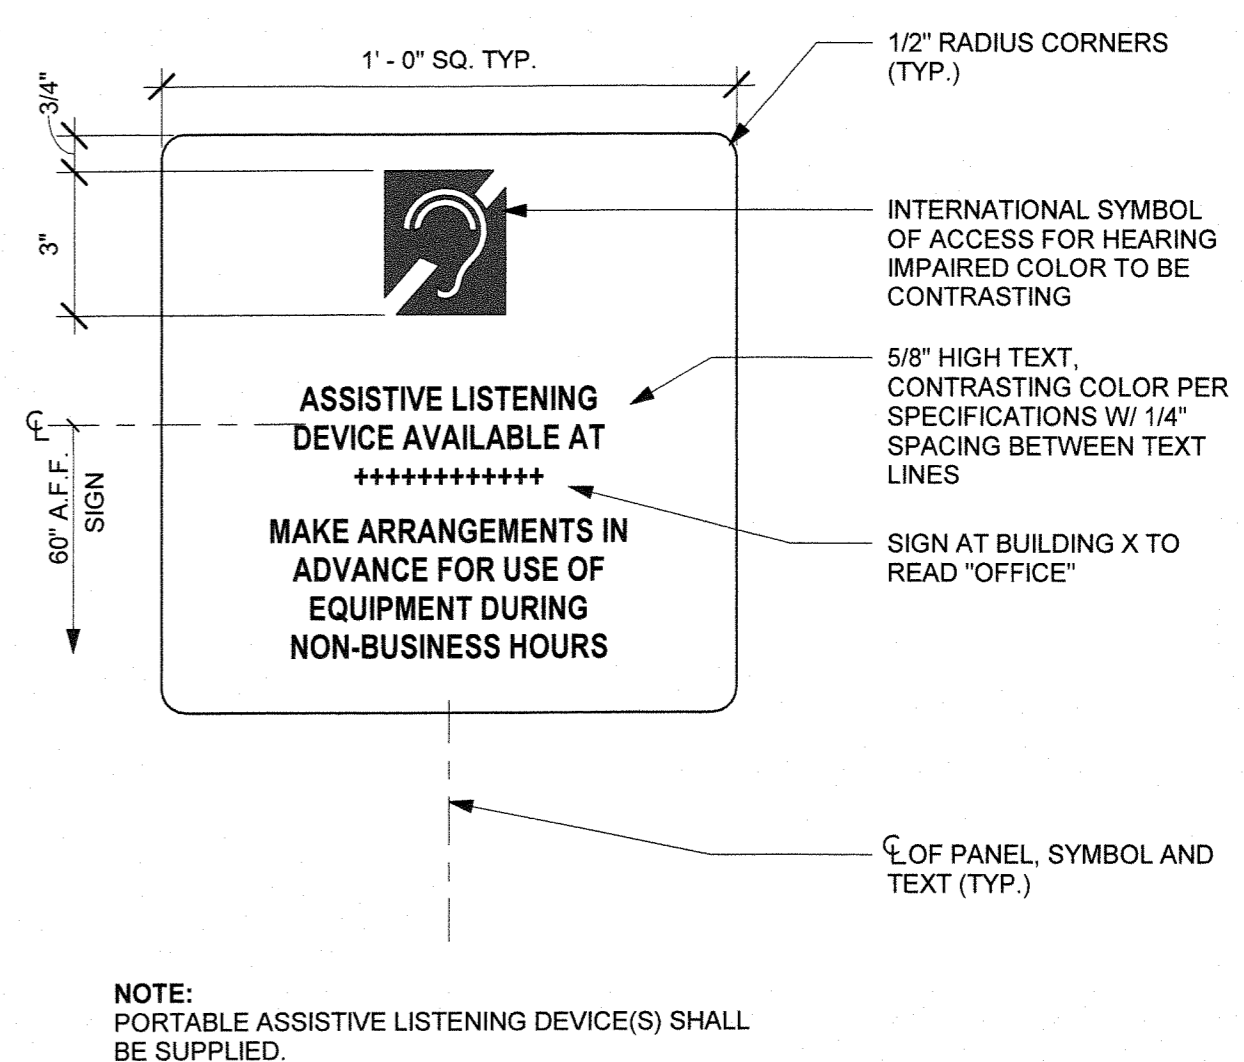 1' - 0" SQ. TYP.
3/4"
3"
1/2" RADIUS CORNERS
(TYP.)
INTERNATIONAL SYMBOL
OF ACCESS FOR HEARING
IMPAIRED COLOR TO BE
CONTRASTING
5/8" HIGH TEXT,
CONTRASTING COLOR PER
SPECIFICATIONS W/ 1/4"
SPACING BETWEEN TEXT
LINES
ASSISTIVE LISTENING
DEVICE AVAILABLE AT
++++++++++++
MAKE ARRANGEMENTS IN
ADVANCE FOR USE OF
EQUIPMENT DURING
NON-BUSINESS HOURS
℄
60" A.F.F.
SIGN
SIGN AT BUILDING X TO
READ "OFFICE"
℄ OF PANEL, SYMBOL AND
TEXT (TYP.)
NOTE:
PORTABLE ASSISTIVE LISTENING DEVICE(S) SHALL
BE SUPPLIED.